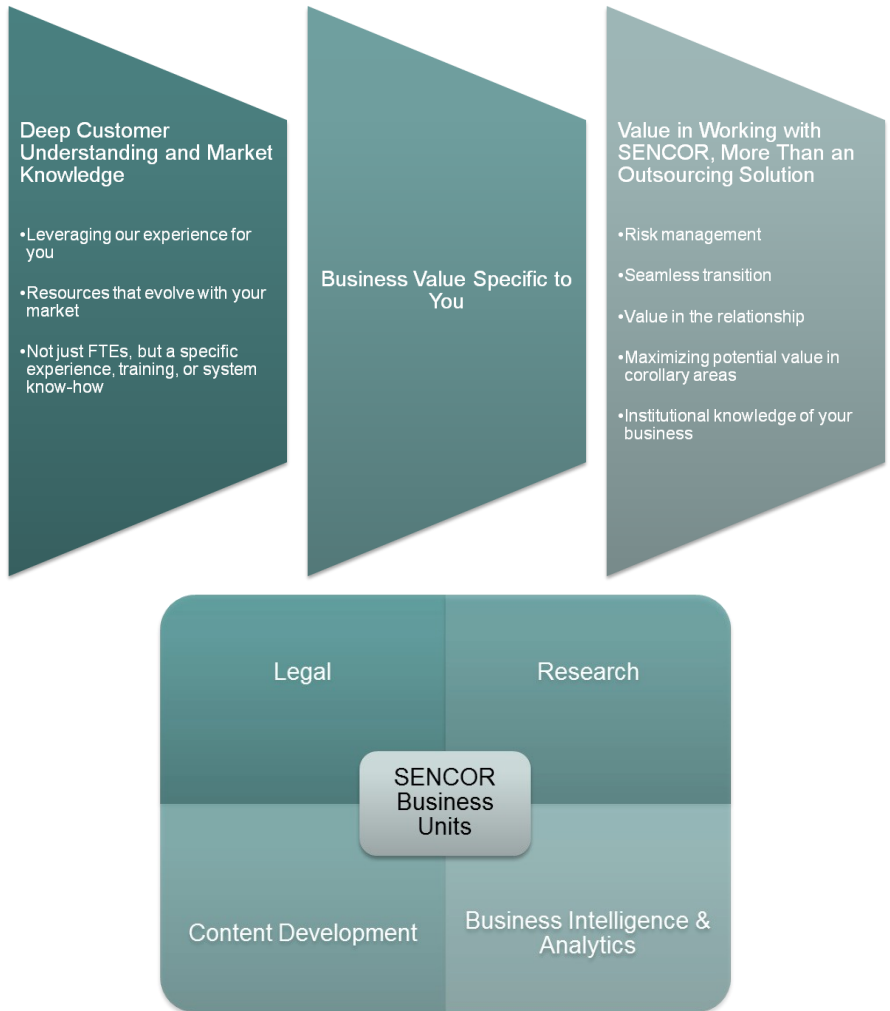 Deep Customer
Understanding and Market
Knowledge
•Leveraging our experience for
you
•Resources that evolve with your
market
•Not just FTEs, but a specific
experience, training, or system
know-how
Business Value Specific to
You
Value in Working with
SENCOR, More Than an
Outsourcing Solution
•Risk management
•Seamless transition
•Value in the relationship
•Maximizing potential value in
corollary areas
•Institutional knowledge of your
business
Legal
Research
SENCOR
Business
Units
Content Development
Business Intelligence &
Analytics